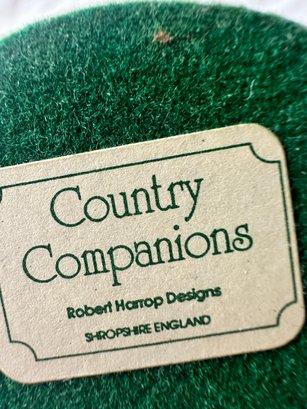 Country
Companions
Robert Harrop Designs
SHROPSHIRE ENGLAND